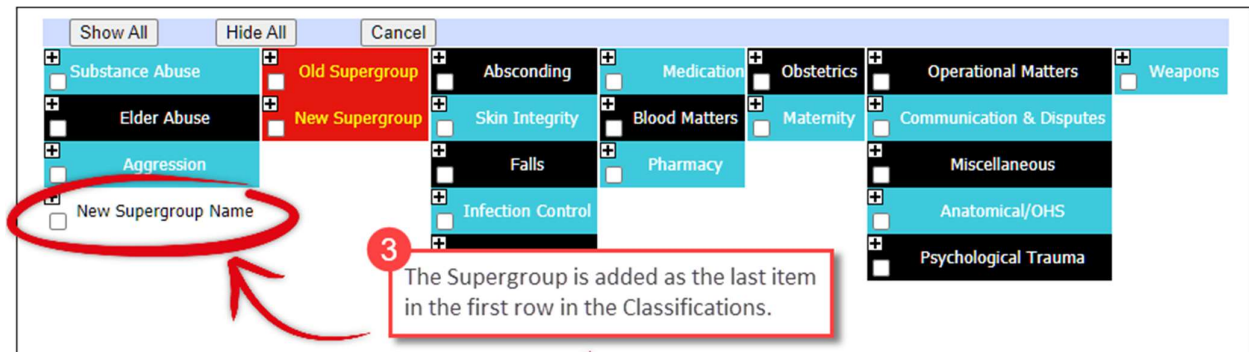 Show All Hide All Cancel
Substance Abuse Old Supergroup Absconding Medication Obstetrics Operational Matters Weapons
Elder Abuse New Supergroup Skin Integrity Blood Matters Maternity Communication & Disputes
Aggression Falls Pharmacy Miscellaneous
New Supergroup Name Infection Control Anatomical/OHS
Psychological Trauma
3
The Supergroup is added as the last item
in the first row in the Classifications.